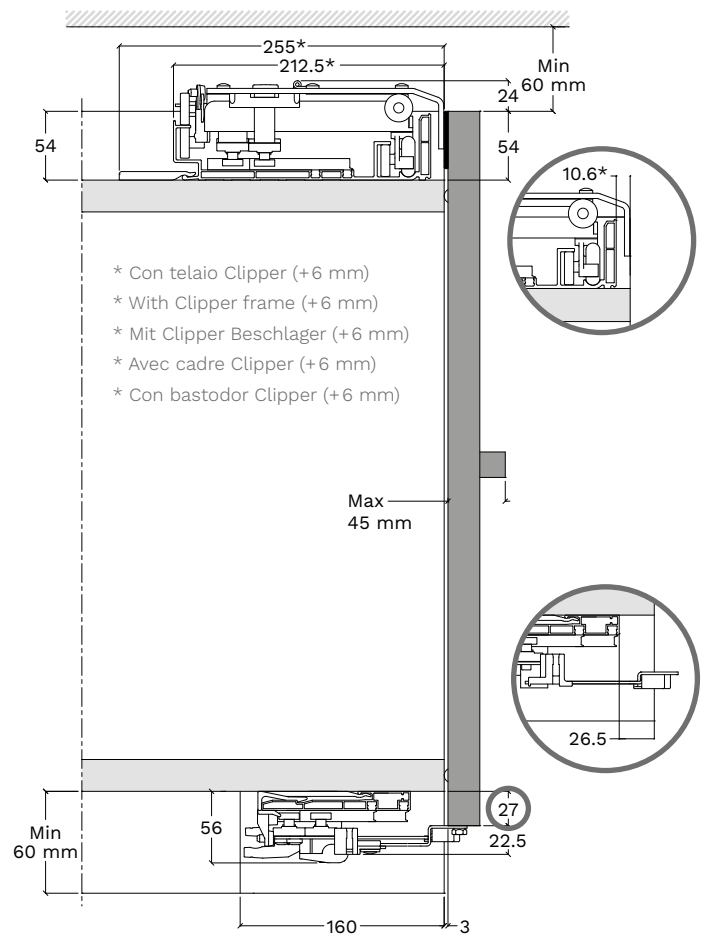 255*
212.5*
Min
60 mm
24
54
54
10.6*
* Con telaio Clipper (+6 mm)
* With Clipper frame (+6 mm)
* Mit Clipper Beschlager (+6 mm)
* Avec cadre Clipper (+6 mm)
* Con bastodor Clipper (+6 mm)
Max
45 mm
26.5
Min
60 mm
56
27
22.5
160
3